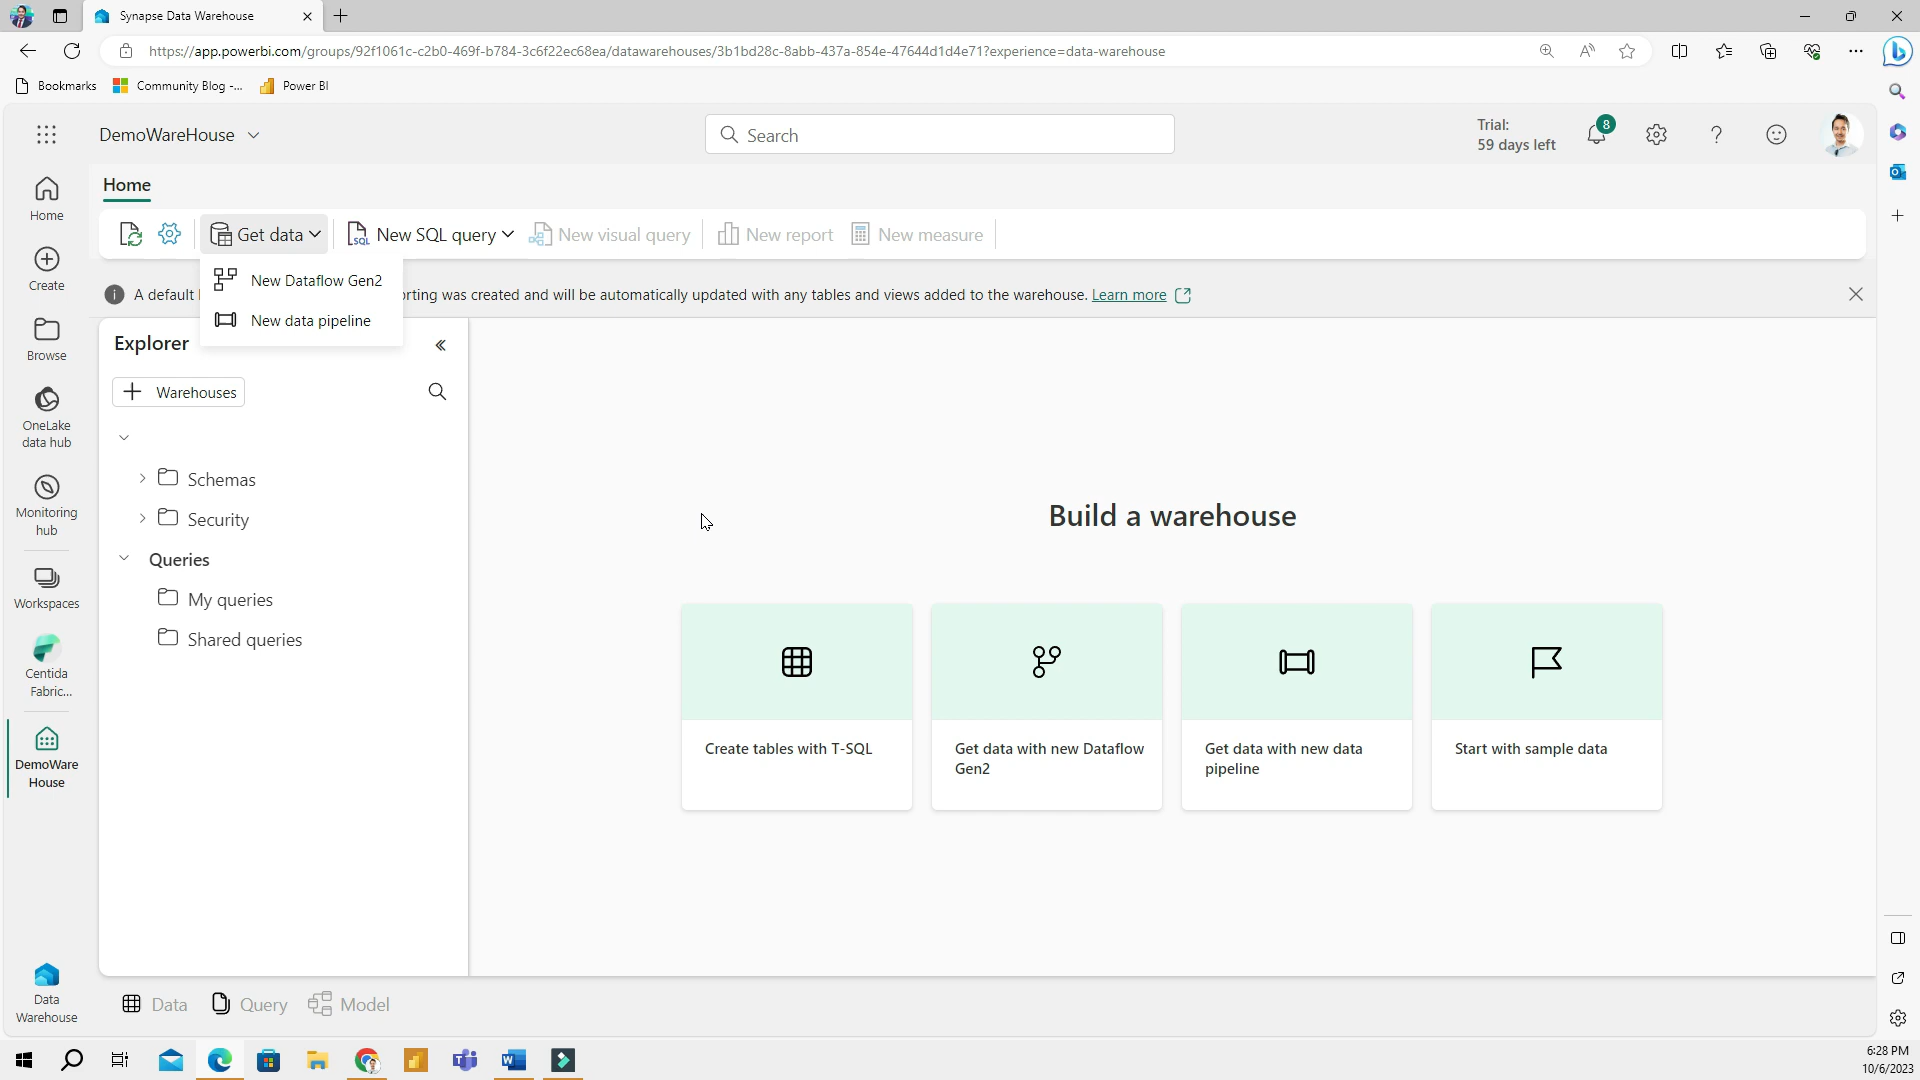 Synapse Data Warehouse
https://app.powerbi.com/groups/92f1061c-c2b0-469f-b784-3c6f22ec68ea/datawarehouses/3b1bd28c-8abb-437a-854e-47644d1d4e71?experience=data-warehouse
Bookmarks
Community Blog -...
Power BI
DemoWareHouse
Search
Trial:
59 days left
8
Home
Get data
New SQL query
New visual query
New report
New measure
New Dataflow Gen2
New data pipeline
A default
rting was created and will be automatically updated with any tables and views added to the warehouse. Learn more
Home
Create
Browse
OneLake
data hub
Monitoring
hub
Workspaces
Centida
Fabric...
DemoWare
House
Data
Warehouse
Explorer
Warehouses
Schemas
Security
Queries
My queries
Shared queries
Build a warehouse
Create tables with T-SQL
Get data with new Dataflow
Gen2
Get data with new data
pipeline
Start with sample data
Data
Query
Model
6:28 PM
10/6/2023